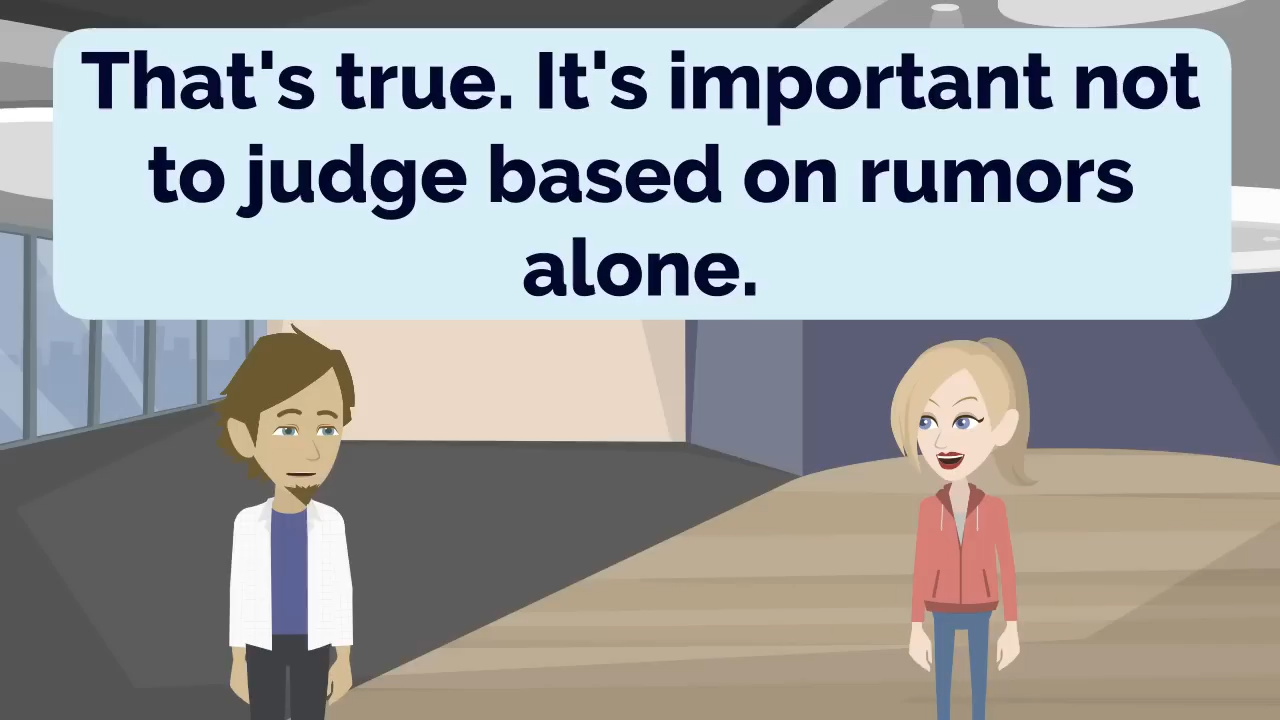 That's true. It's important not
to judge based on rumors
alone.